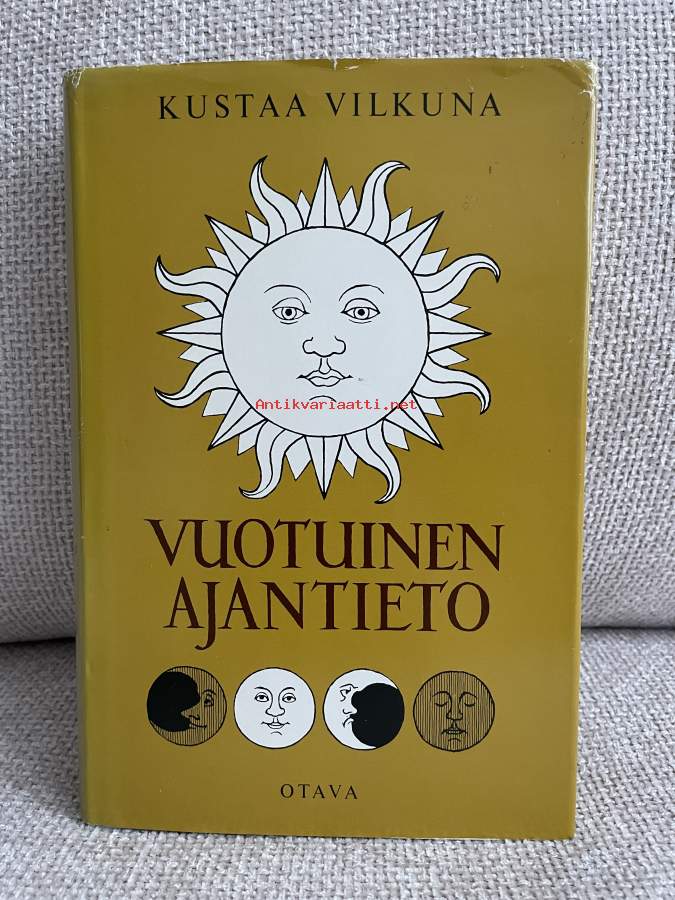 KUSTAA VILKUNA
Antikvariaatti.net
VUOTUINEN
AJANTIETO
OTAVA